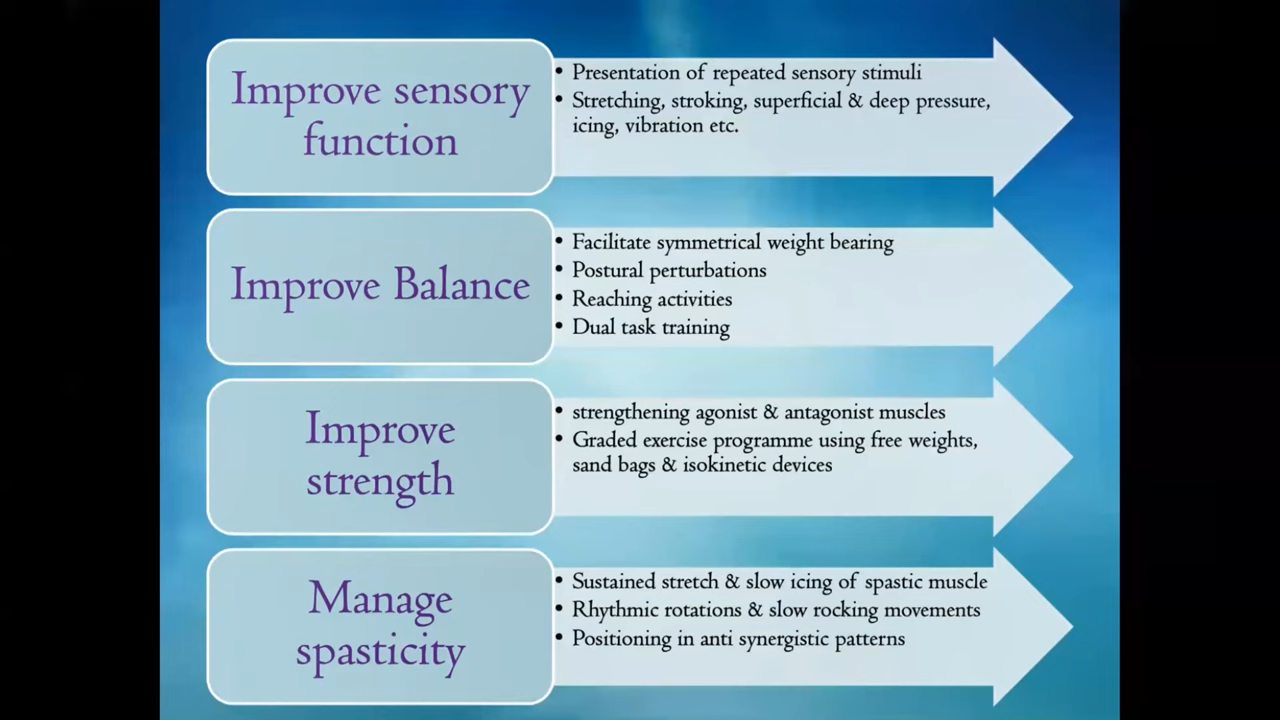 Improve sensory
function
• Presentation of repeated sensory stimuli
• Stretching, stroking, superficial & deep pressure,
icing, vibration etc.
Improve Balance
• Facilitate symmetrical weight bearing
• Postural perturbations
• Reaching activities
• Dual task training
Improve
strength
• strengthening agonist & antagonist muscles
• Graded exercise programme using free weights,
sand bags & isokinetic devices
Manage
spasticity
• Sustained stretch & slow icing of spastic muscle
• Rhythmic rotations & slow rocking movements
• Positioning in anti synergistic patterns